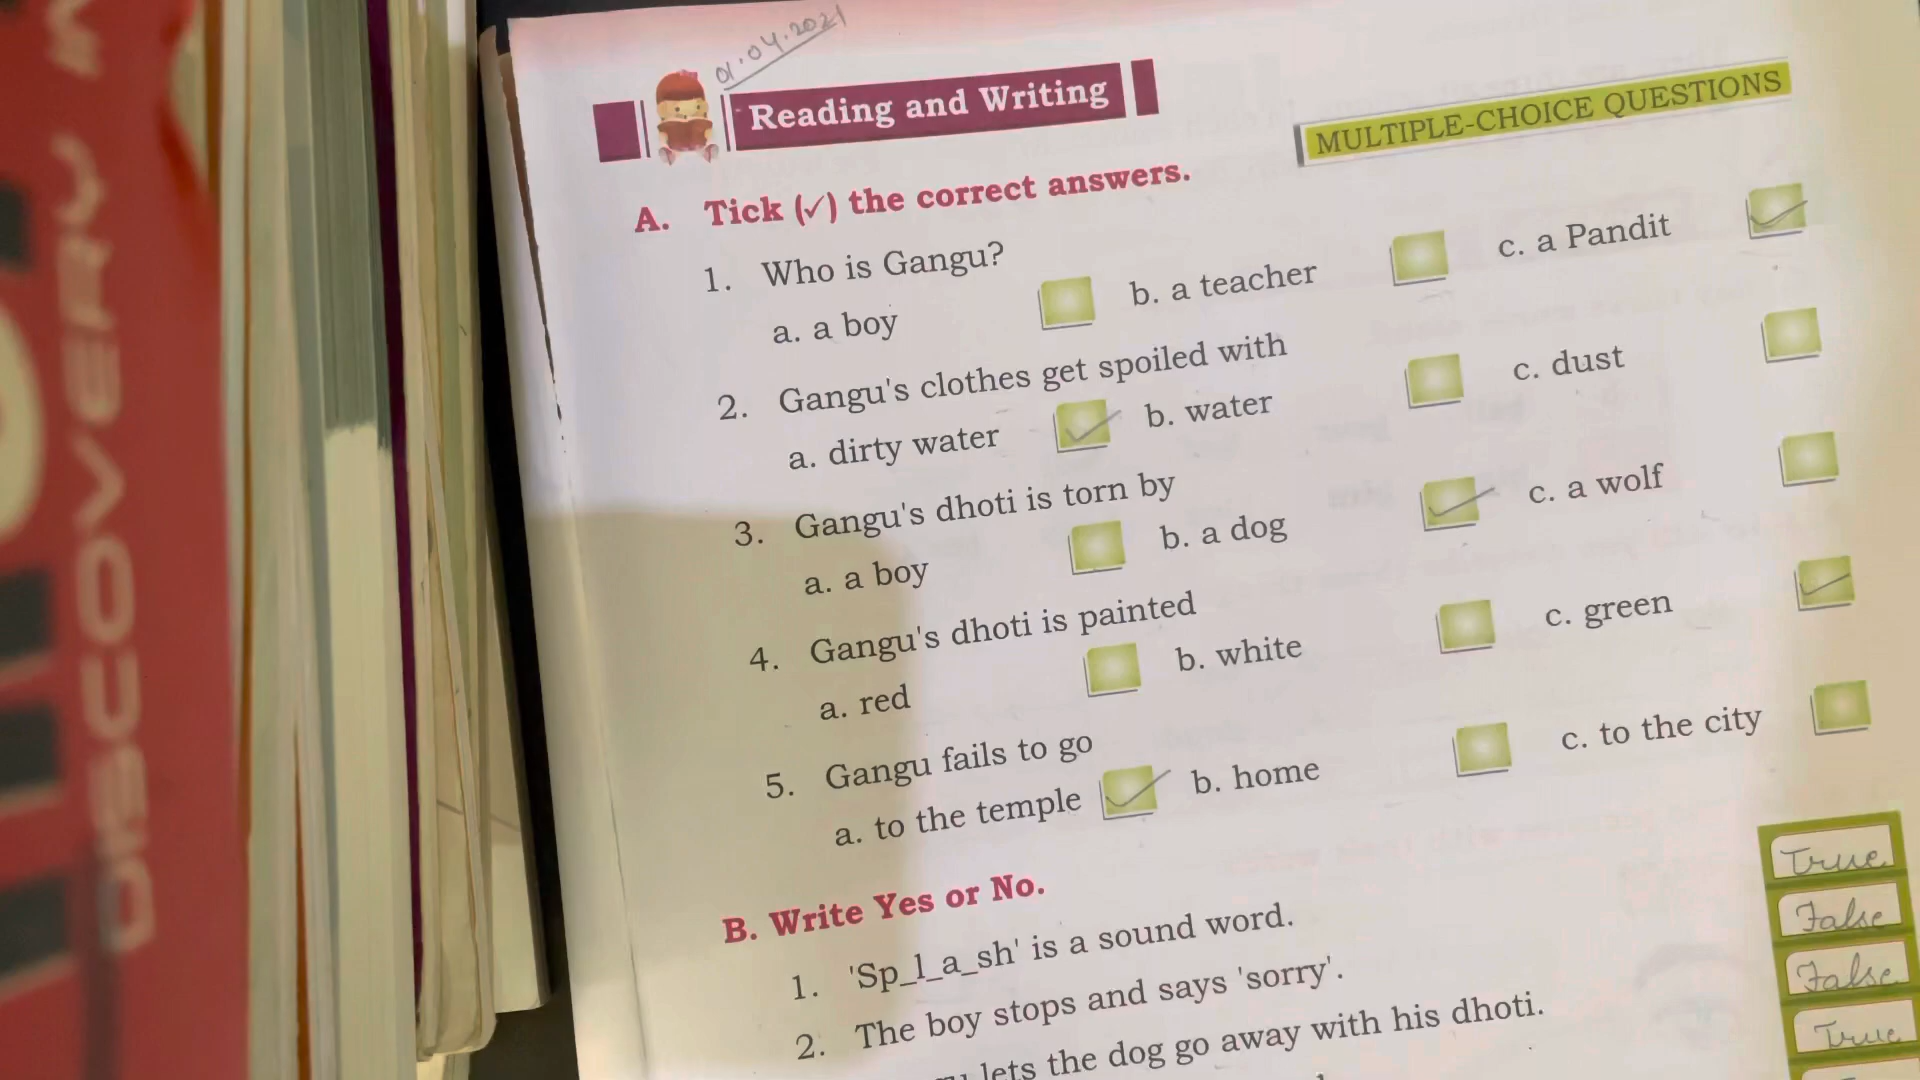 DISCOVERY
01.04.2021
Reading and Writing
MULTIPLE-CHOICE QUESTIONS
A. Tick (✓) the correct answers.
1. Who is Gangu?
a. a boy b. a teacher c. a Pandit ✓
2. Gangu's clothes get spoiled with
a. dirty water ✓ b. water c. dust
3. Gangu's dhoti is torn by
a. a boy b. a dog ✓ c. a wolf
4. Gangu's dhoti is painted
a. red b. white c. green ✓
5. Gangu fails to go
a. to the temple ✓ b. home c. to the city
B. Write Yes or No.
1. 'Sp_l_a_sh' is a sound word. True
2. The boy stops and says 'sorry'. False
lets the dog go away with his dhoti. False
True